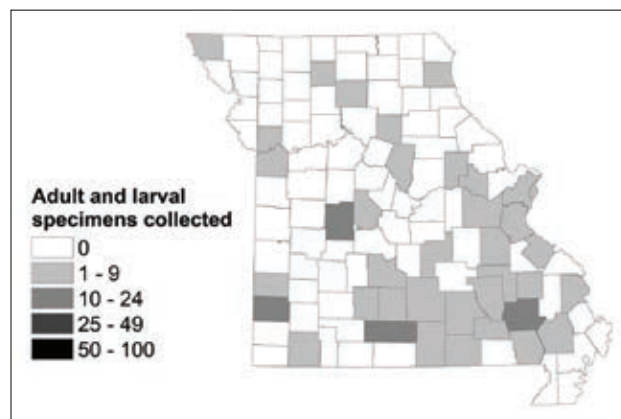 Adult and larval
specimens collected
0
1 - 9
10 - 24
25 - 49
50 - 100